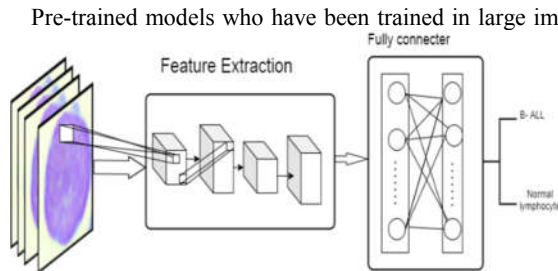 Pre-trained models who have been trained in large im
Fully connecter
Feature Extraction
B- ALL
Normal
lymphocyte